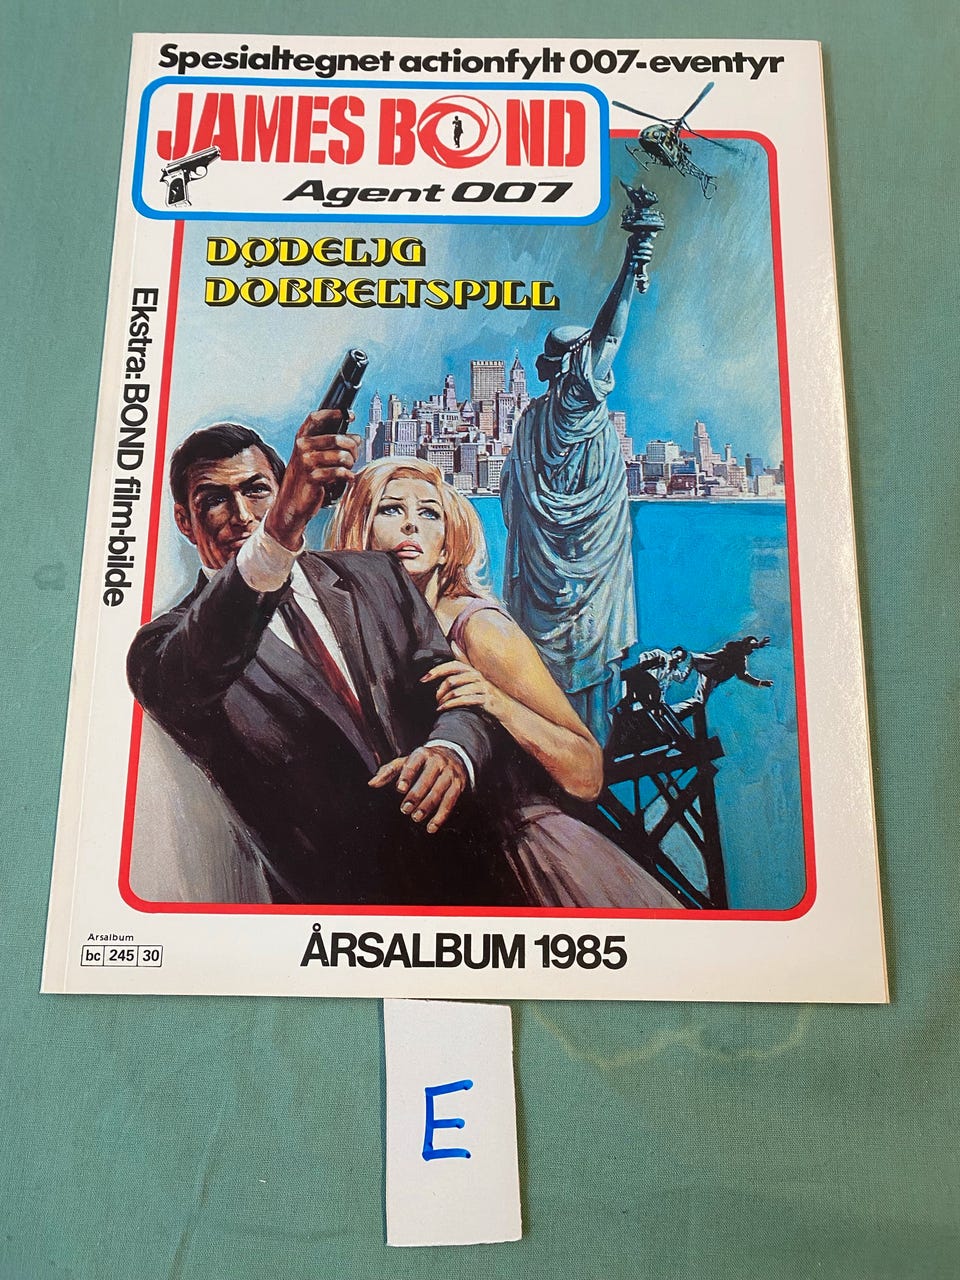 Spesialtegnet actionfylt 007-eventyr
JAMES BOND
Agent 007
DØDELIG
DOBBELTSPILL
Ekstra: BOND film-bilde
Årsalbum
bc 245 30
ÅRSALBUM 1985
E